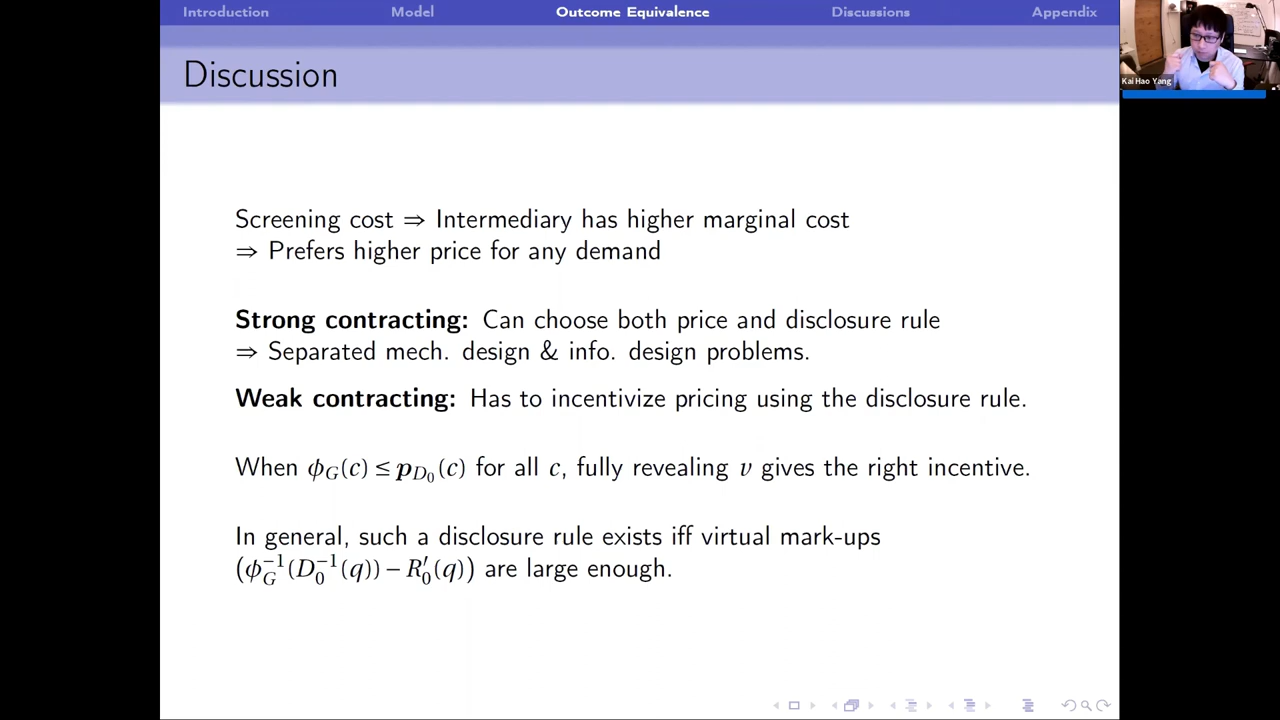 Introduction Model Outcome Equivalence Discussions Appendix
Discussion
Kai Hao Yang
Screening cost ⇒ Intermediary has higher marginal cost
⇒ Prefers higher price for any demand
Strong contracting: Can choose both price and disclosure rule
⇒ Separated mech. design & info. design problems.
Weak contracting: Has to incentivize pricing using the disclosure rule.
When ϕ_G(c) ≤ p_{D_0}(c) for all c, fully revealing v gives the right incentive.
In general, such a disclosure rule exists iff virtual mark-ups
(ϕ_G^{-1}(D_0^{-1}(q)) − R_0′(q)) are large enough.